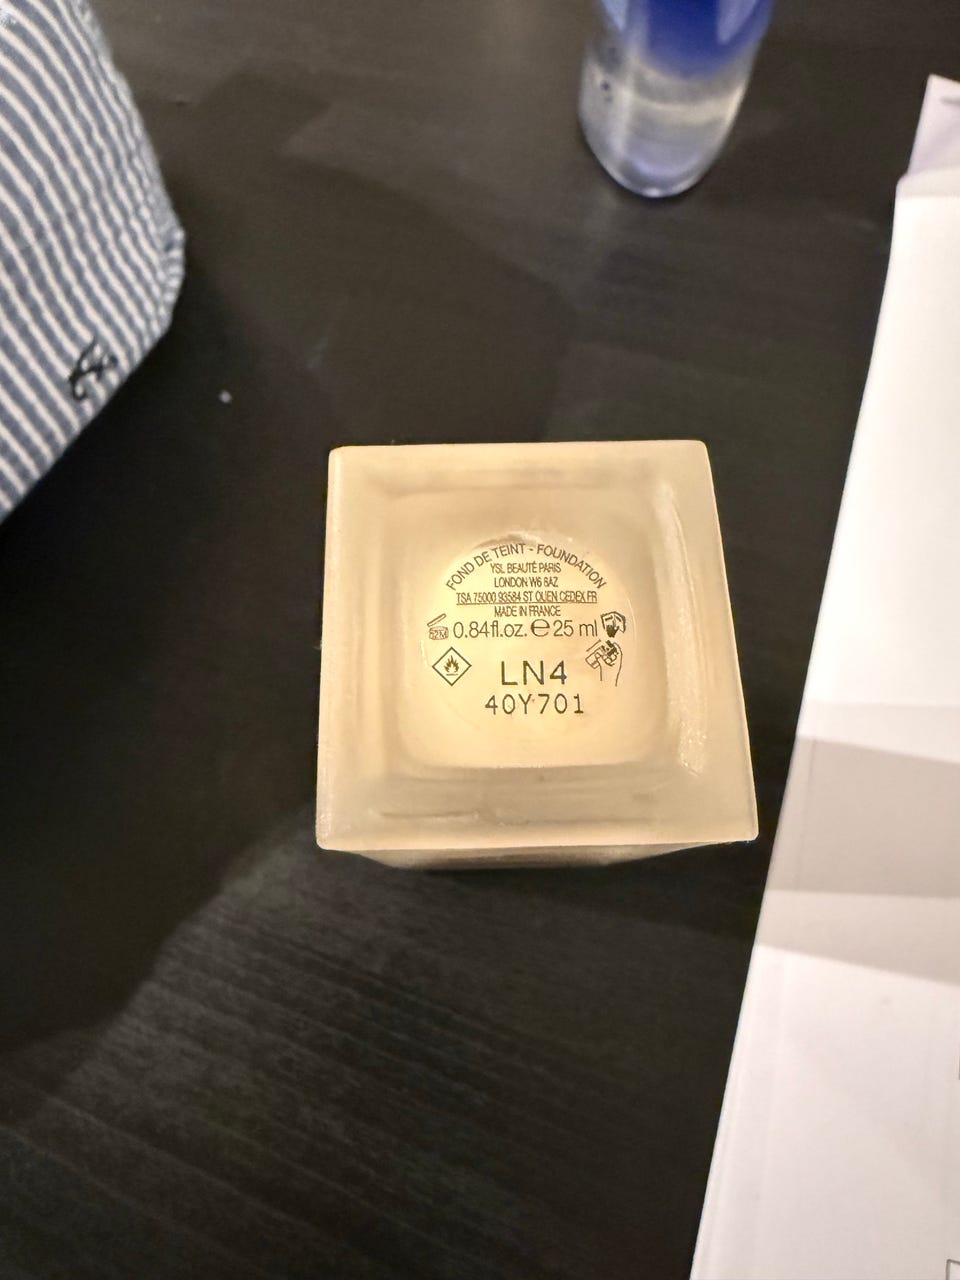 FOND DE TEINT - FOUNDATION
YSL BEAUTÉ PARIS
LONDON W6 8AZ
TSA 75000 93584 ST OUEN CEDEX FR
MADE IN FRANCE
12M 0.84fl.oz. ℮ 25 ml
LN4
40Y701